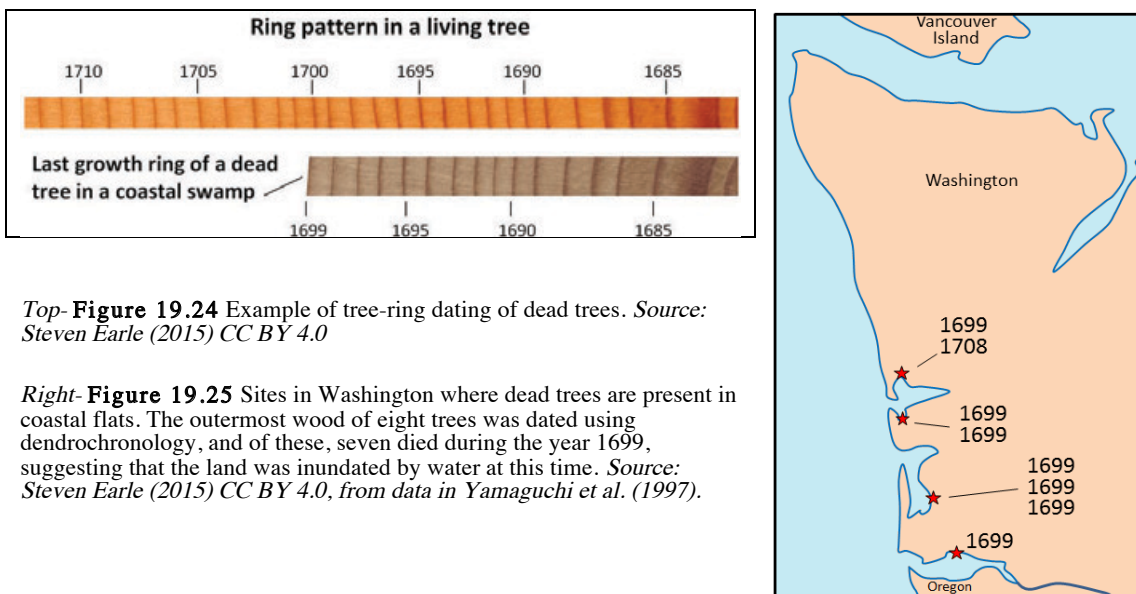 Ring pattern in a living tree
1710 1705 1700 1695 1690 1685
Last growth ring of a dead
tree in a coastal swamp
1699 1695 1690 1685
Top- Figure 19.24 Example of tree-ring dating of dead trees. Source:
Steven Earle (2015) CC BY 4.0
Right- Figure 19.25 Sites in Washington where dead trees are present in
coastal flats. The outermost wood of eight trees was dated using
dendrochronology, and of these, seven died during the year 1699,
suggesting that the land was inundated by water at this time. Source:
Steven Earle (2015) CC BY 4.0, from data in Yamaguchi et al. (1997).
Vancouver
Island
Washington
1699
1708
1699
1699
1699
1699
1699
1699
Oregon